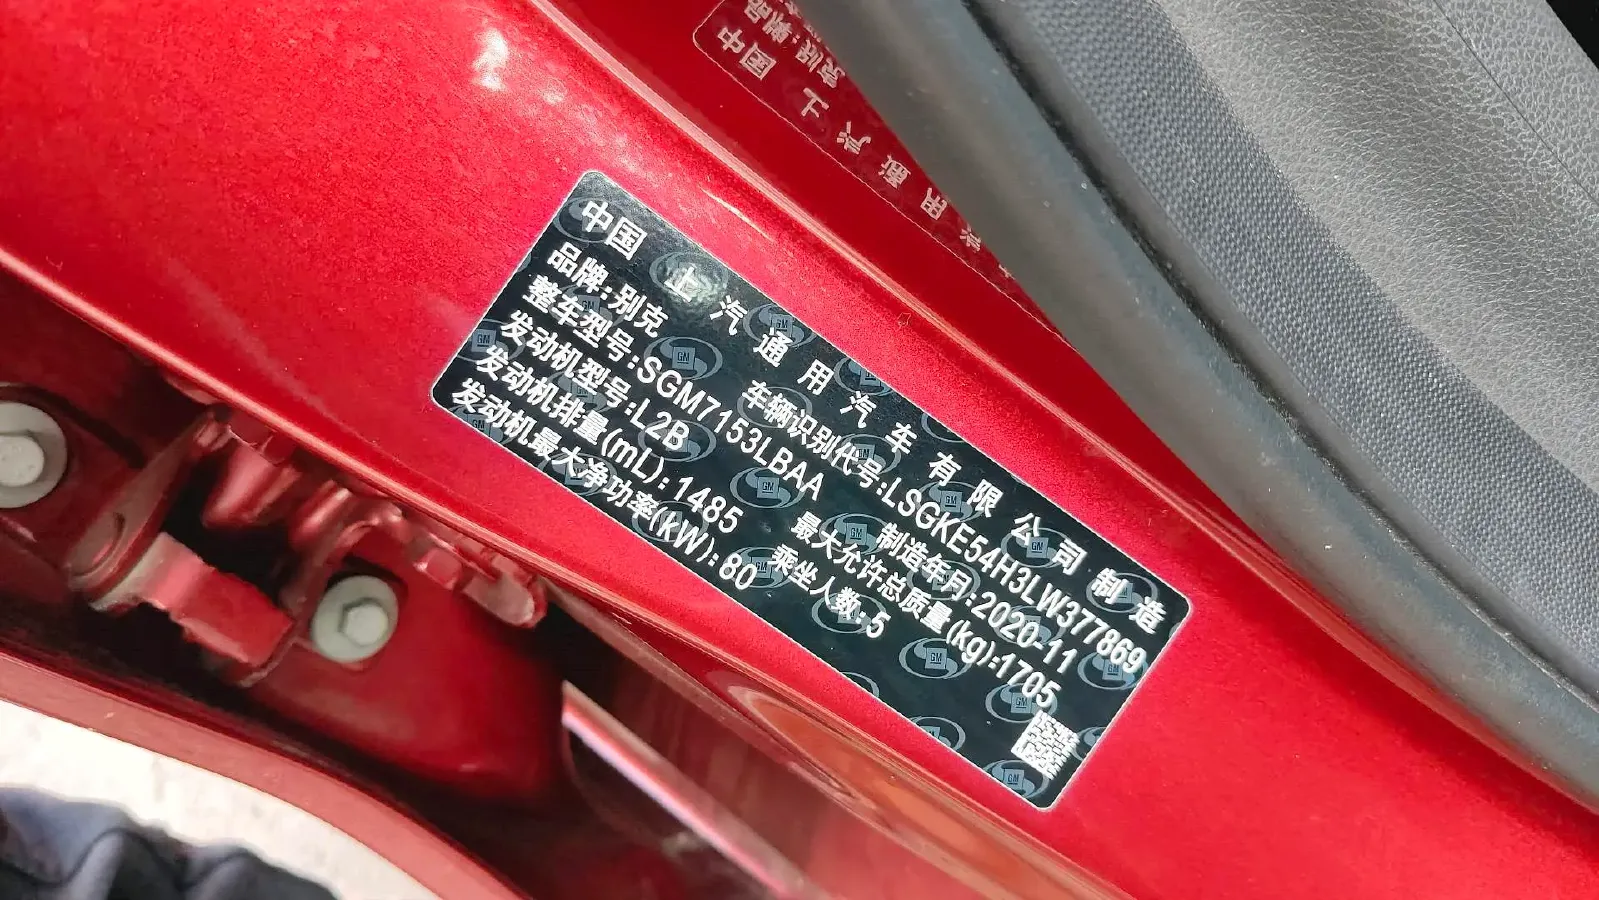 中国 上汽通用汽车有限公司制造
品牌:别克 车辆识别代号:LSGKE54H3LW377869
整车型号:SGM7153LBAA 制造年月:2020-11
发动机型号:L2B 最大允许总质量(kg):1705
发动机排量(mL):1485 乘坐人数:5
发动机最大净功率(kW):80
GM